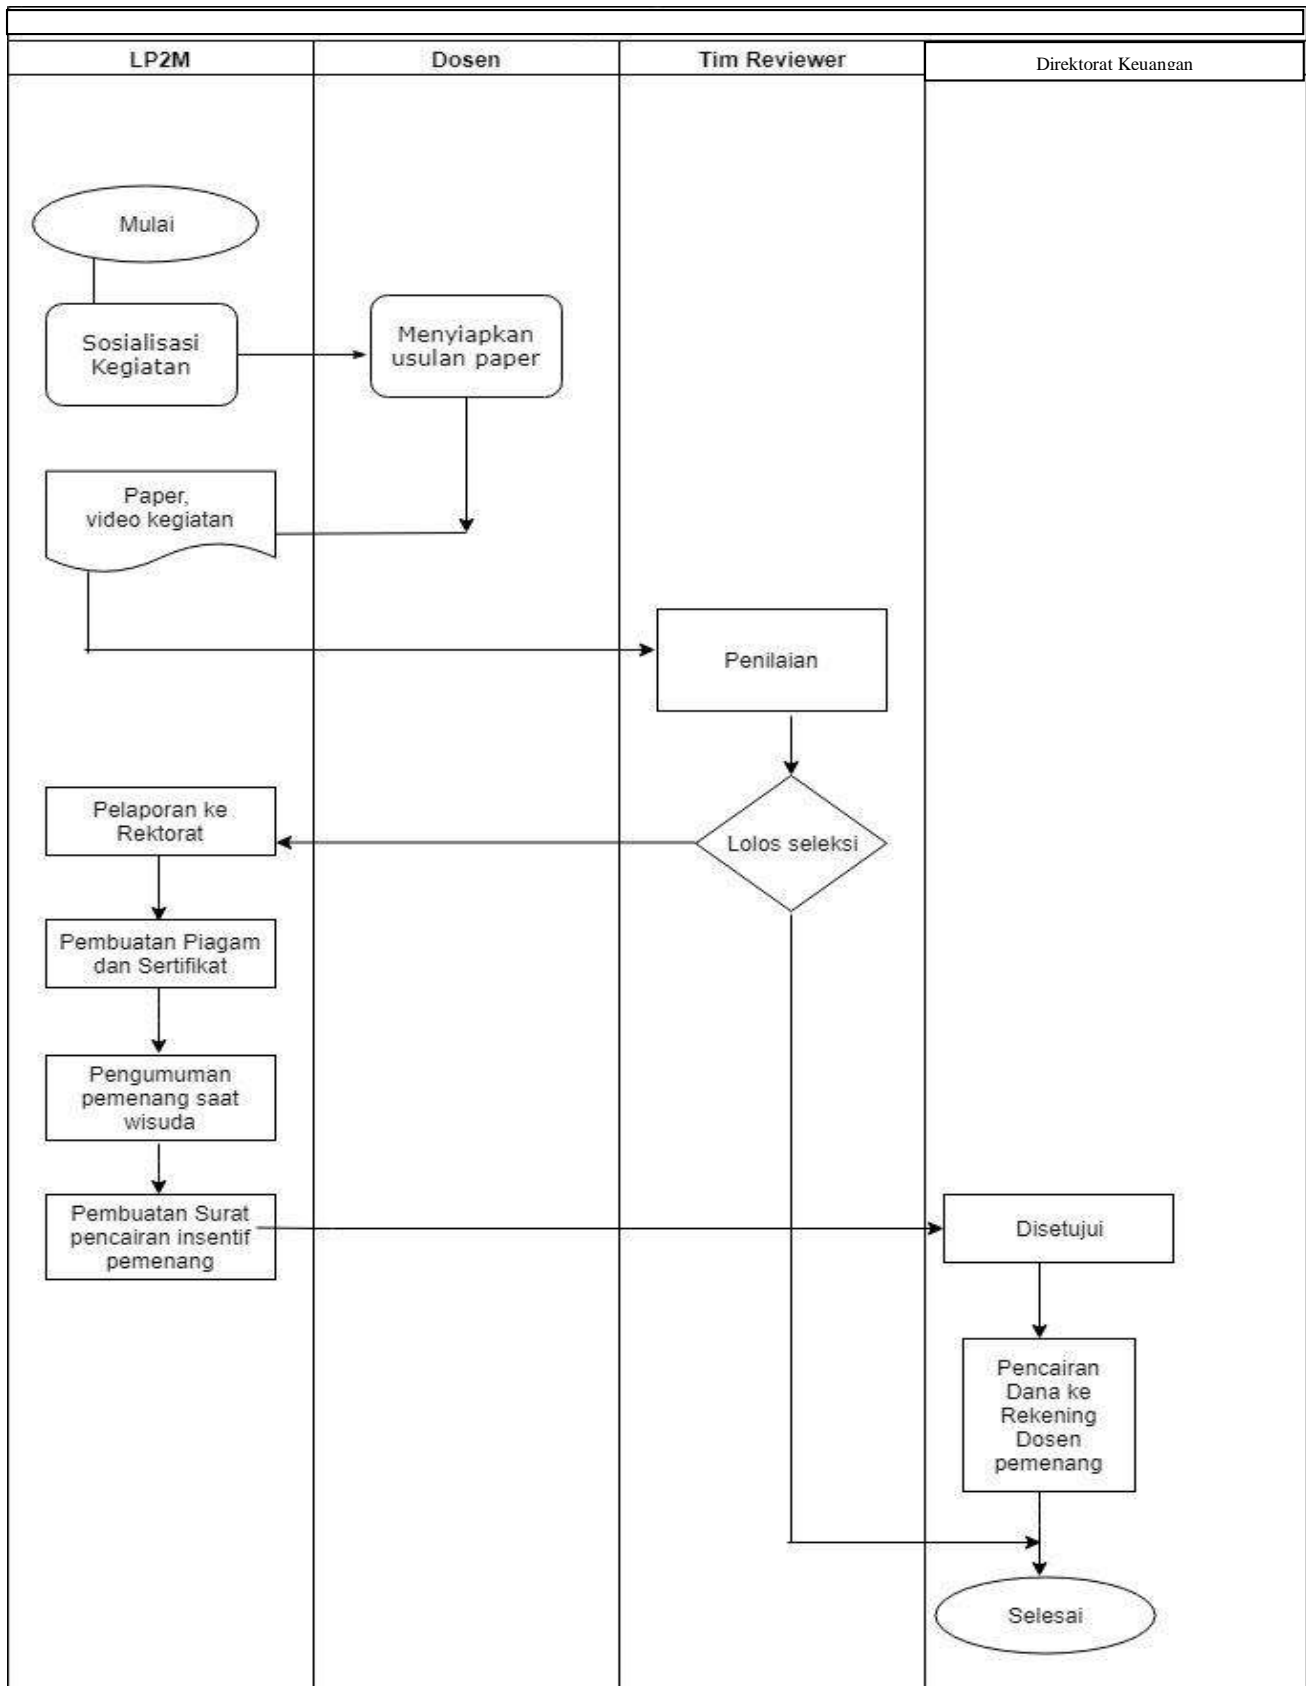 LP2M
Dosen
Tim Reviewer
Direktorat Keuangan
Mulai
Sosialisasi
Kegiatan
Menyiapkan
usulan paper
Paper,
video kegiatan
Penilaian
Lolos seleksi
Pelaporan ke
Rektorat
Pembuatan Piagam
dan Sertifikat
Pengumuman
pemenang saat
wisuda
Pembuatan Surat
pencairan insentif
pemenang
Disetujui
Pencairan
Dana ke
Rekening
Dosen
pemenang
Selesai